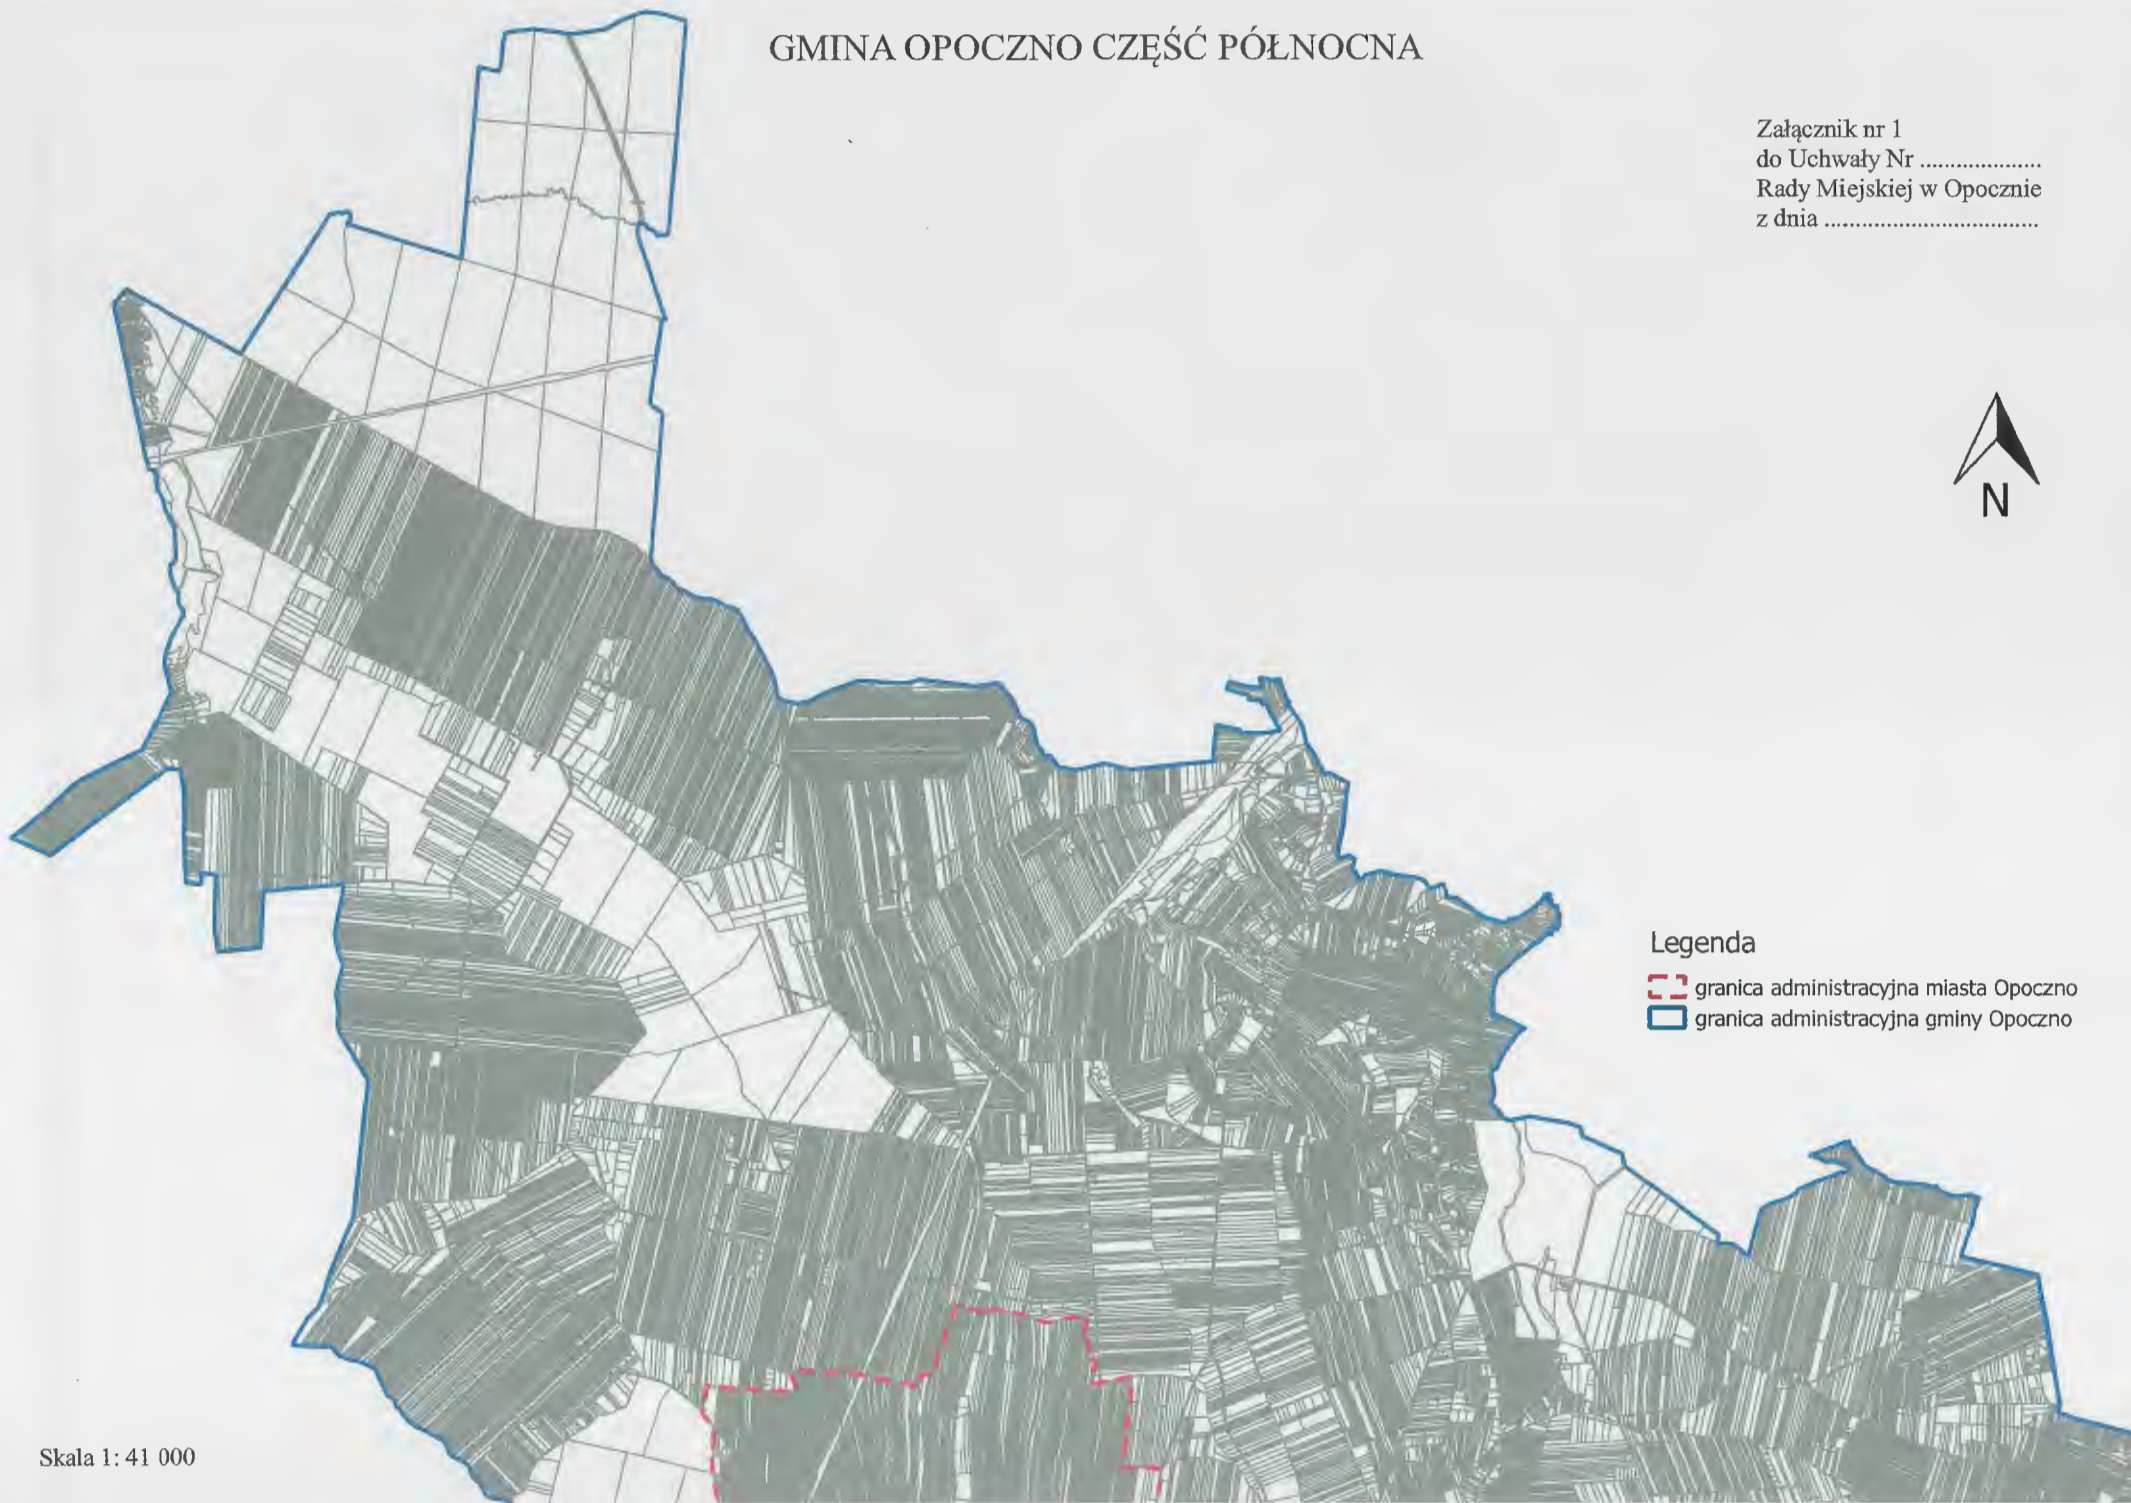 GMINA OPOCZNO CZĘŚĆ PÓŁNOCNA
Załącznik nr 1
do Uchwały Nr ....................
Rady Miejskiej w Opocznie
z dnia ...................................
N
Legenda
granica administracyjna miasta Opoczno
granica administracyjna gminy Opoczno
Skala 1: 41 000